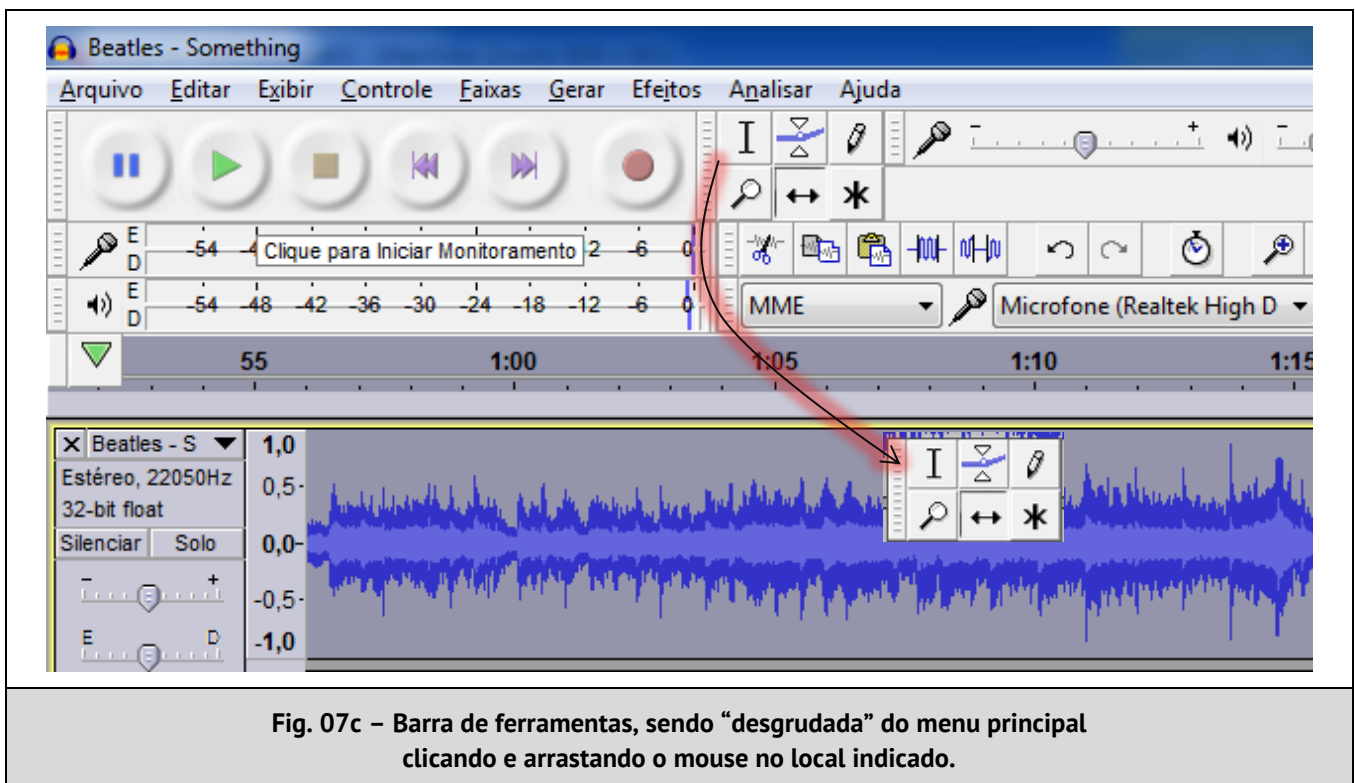 Beatles - Something
Arquivo Editar Exibir Controle Faixas Gerar Efeitos Analisar Ajuda
- +
-
E
D
-54 -4 Clique para Iniciar Monitoramento 2 -6 0
E
D
-54 -48 -42 -36 -30 -24 -18 -12 -6 0
MME Microfone (Realtek High D
55 1:00 1:05 1:10 1:15
X Beatles - S
Estéreo, 22050Hz
32-bit float
Silenciar Solo
- +
E D
1,0
0,5
0,0
-0,5
-1,0
Fig. 07c – Barra de ferramentas, sendo “desgrudada” do menu principal
clicando e arrastando o mouse no local indicado.